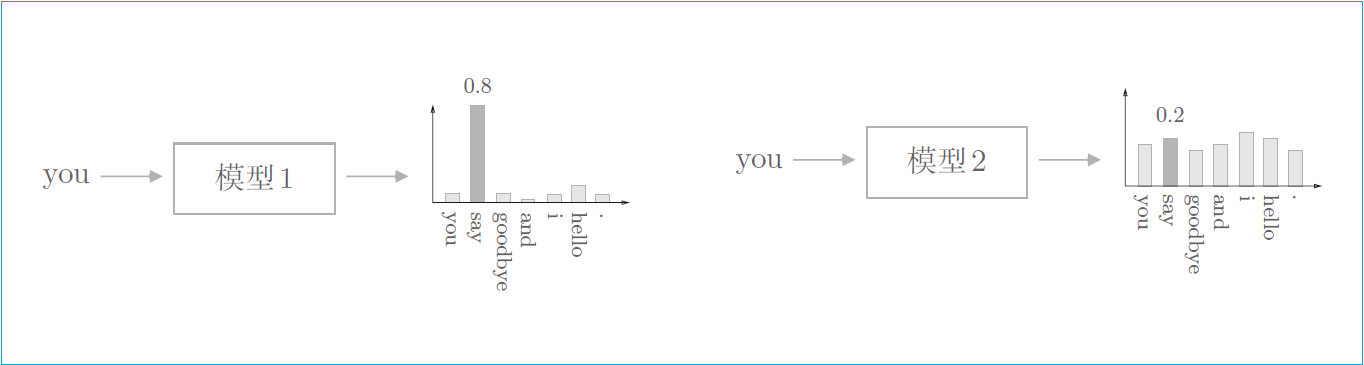 0.8
you
模型1
you
say
goodbye
and
i
hello
.
0.2
you
模型2
you
say
goodbye
and
i
hello
.